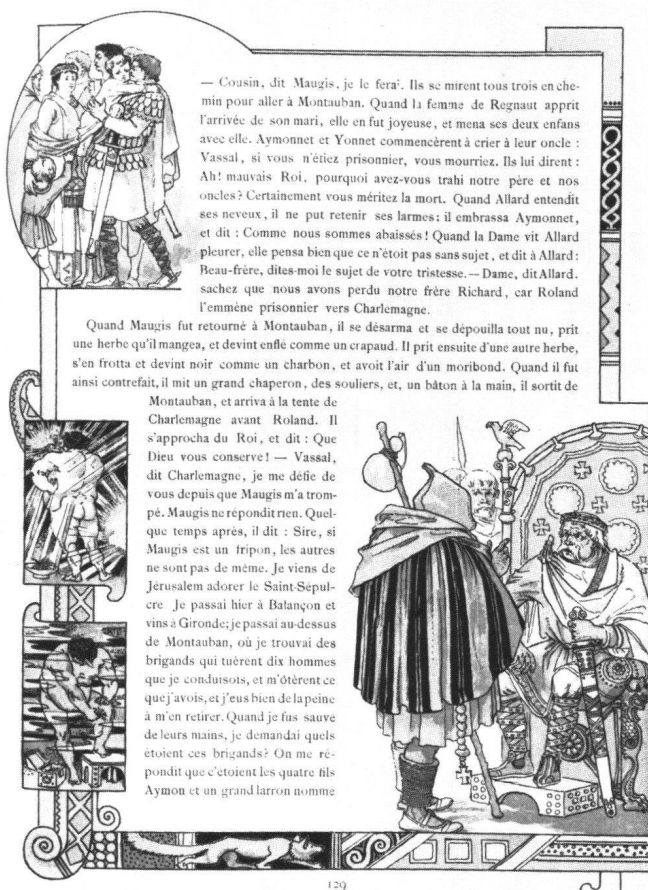 — Cousin, dit Maugis, je le ferai. Ils se mirent tous trois en che-
min pour aller à Montauban. Quand la femme de Regnaut apprit
l'arrivée de son mari, elle en fut joyeuse, et mena ses deux enfans
avec elle. Aymonnet et Yonnet commencèrent à crier à leur oncle :
Vassal, si vous n'étiez prisonnier, vous mourriez. Ils lui dirent :
Ah! mauvais Roi, pourquoi avez-vous trahi notre père et nos
oncles? Certainement vous méritez la mort. Quand Allard entendit
ses neveux, il ne put retenir ses larmes: il embrassa Aymonnet,
et dit : Comme nous sommes abaissés! Quand la Dame vit Allard
pleurer, elle pensa bien que ce n'étoit pas sans sujet, et dit à Allard:
Beau-frère, dites-moi le sujet de votre tristesse. — Dame, dit Allard.
sachez que nous avons perdu notre frère Richard, car Roland
l'emmène prisonnier vers Charlemagne.
Quand Maugis fut retourné à Montauban, il se désarma et se dépouilla tout nu, prit
une herbe qu'il mangea, et devint enflé comme un crapaud. Il prit ensuite d'une autre herbe,
s'en frotta et devint noir comme un charbon, et avoit l'air d'un moribond. Quand il fut
ainsi contrefait, il mit un grand chaperon, des souliers, et, un bâton à la main, il sortit de
Montauban, et arriva à la tente de
Charlemagne avant Roland. Il
s'approcha du Roi, et dit : Que
Dieu vous conserve! — Vassal,
dit Charlemagne, je me défie de
vous depuis que Maugis m'a trom-
pé. Maugis ne répondit rien. Quel-
que temps après, il dit : Sire, si
Maugis est un fripon, les autres
ne sont pas de même. Je viens de
Jérusalem adorer le Saint-Sépul-
cre Je passai hier à Balançon et
vins à Gironde; je passai au-dessus
de Montauban, où je trouvai des
brigands qui tuèrent dix hommes
que je conduisois, et m'ôtèrent ce
que j'avois, et j'eus bien de la peine
à m'en retirer. Quand je fus sauvé
de leurs mains, je demandai quels
étoient ces brigands? On me ré-
pondit que c'étoient les quatre fils
Aymon et un grand larron nommé
129